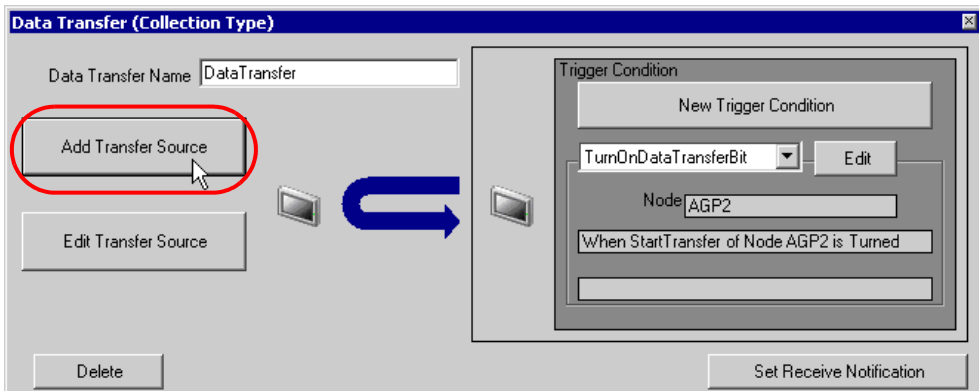 Data Transfer (Collection Type)
Data Transfer Name DataTransfer
Add Transfer Source
Edit Transfer Source
Delete
Trigger Condition
New Trigger Condition
TurnOnDataTransferBit Edit
Node AGP2
When StartTransfer of Node AGP2 is Turned
Set Receive Notification